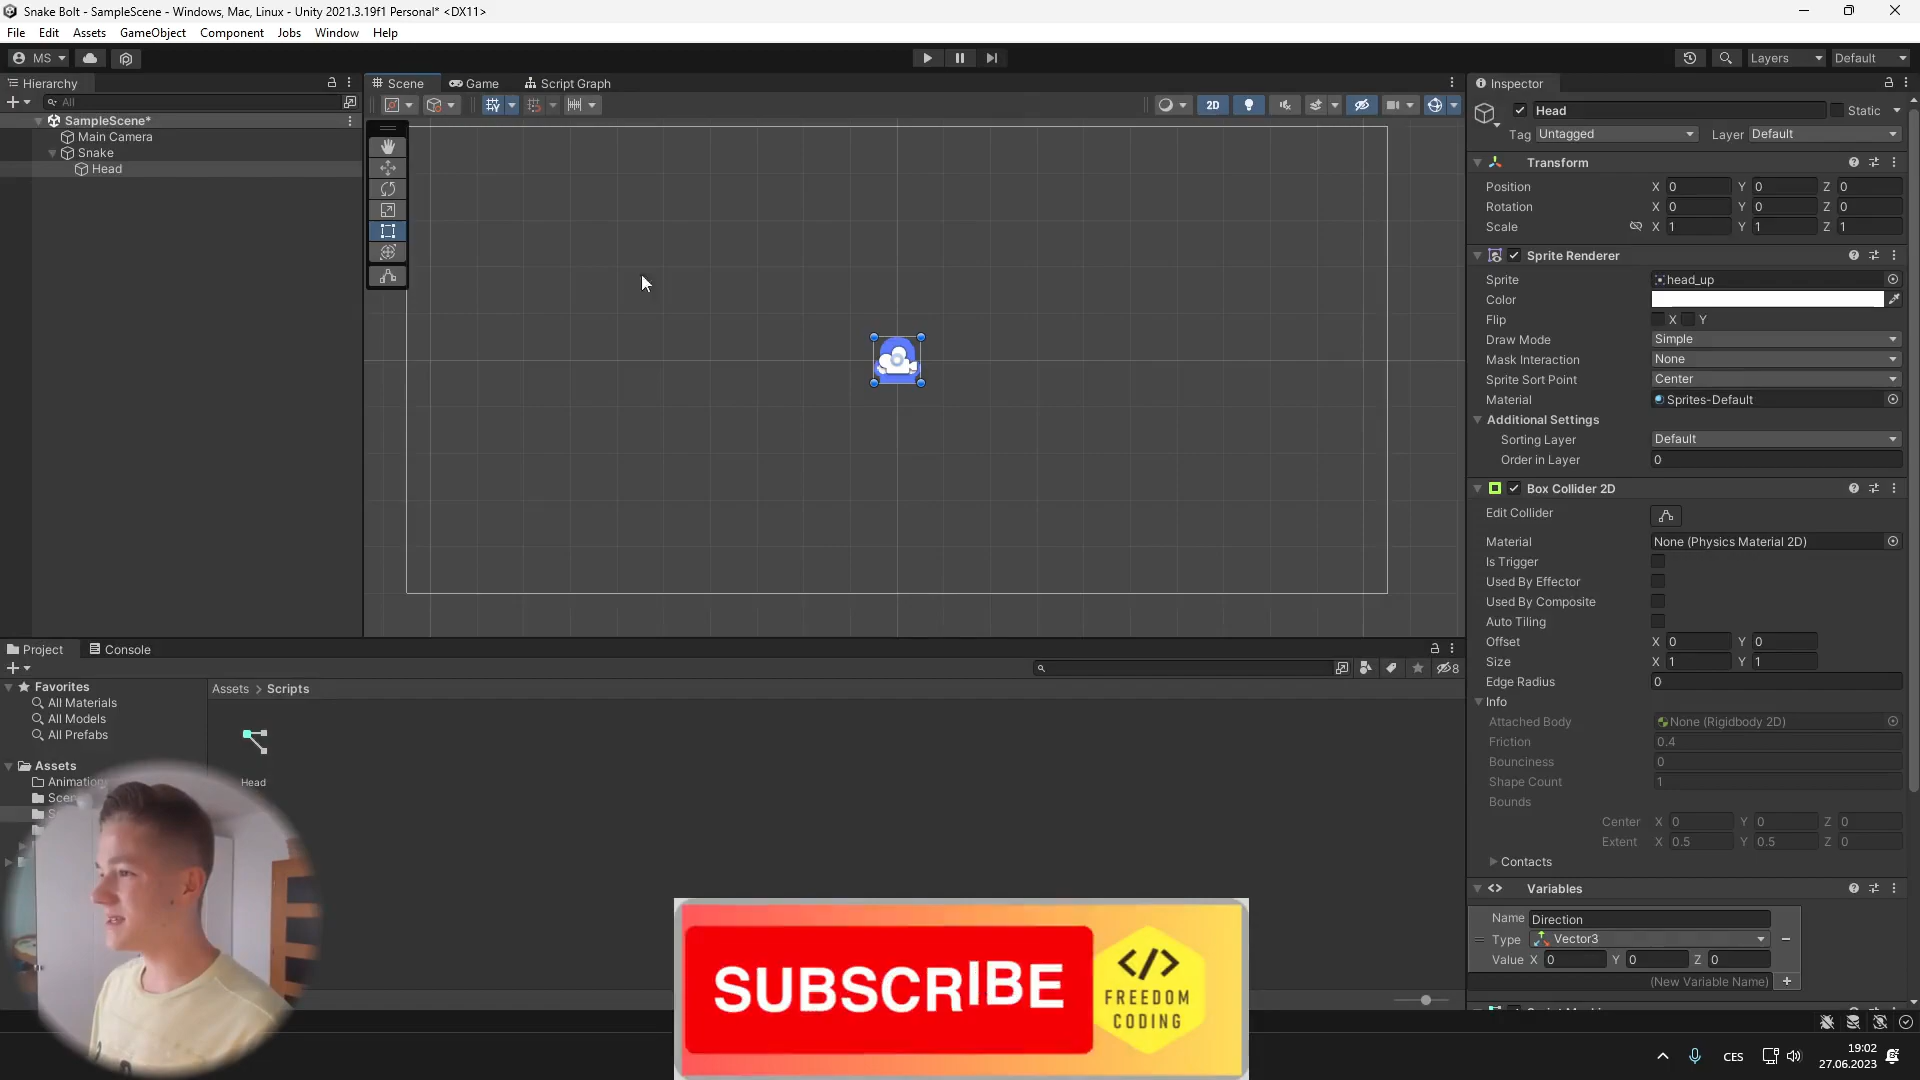 Snake Bolt - SampleScene - Windows, Mac, Linux - Unity 2021.3.19f1 Personal* <DX11>
File Edit Assets GameObject Component Jobs Window Help
MS Layers Default
Hierarchy
All
SampleScene*
Main Camera
Snake
Head
Scene Game Script Graph
2D
Inspector
Head Static
Tag Untagged Layer Default
Transform
Position X 0 Y 0 Z 0
Rotation X 0 Y 0 Z 0
Scale X 1 Y 1 Z 1
Sprite Renderer
Sprite head_up
Color
Flip X Y
Draw Mode Simple
Mask Interaction None
Sprite Sort Point Center
Material Sprites-Default
Additional Settings
Sorting Layer Default
Order in Layer 0
Box Collider 2D
Edit Collider
Material None (Physics Material 2D)
Is Trigger
Used By Effector
Used By Composite
Auto Tiling
Offset X 0 Y 0
Size X 1 Y 1
Edge Radius 0
Info
Attached Body None (Rigidbody 2D)
Friction 0.4
Bounciness 0
Shape Count 1
Bounds
Center X 0 Y 0 Z 0
Extent X 0.5 Y 0.5 Z 0
Contacts
Variables
Name Direction
Type Vector3
Value X 0 Y 0 Z 0
(New Variable Name)
Project Console
8
Favorites
All Materials
All Models
All Prefabs
Assets
Assets > Scripts
Head
SUBSCRIBE
</>
FREEDOM
CODING
CES
19:02
27.06.2023